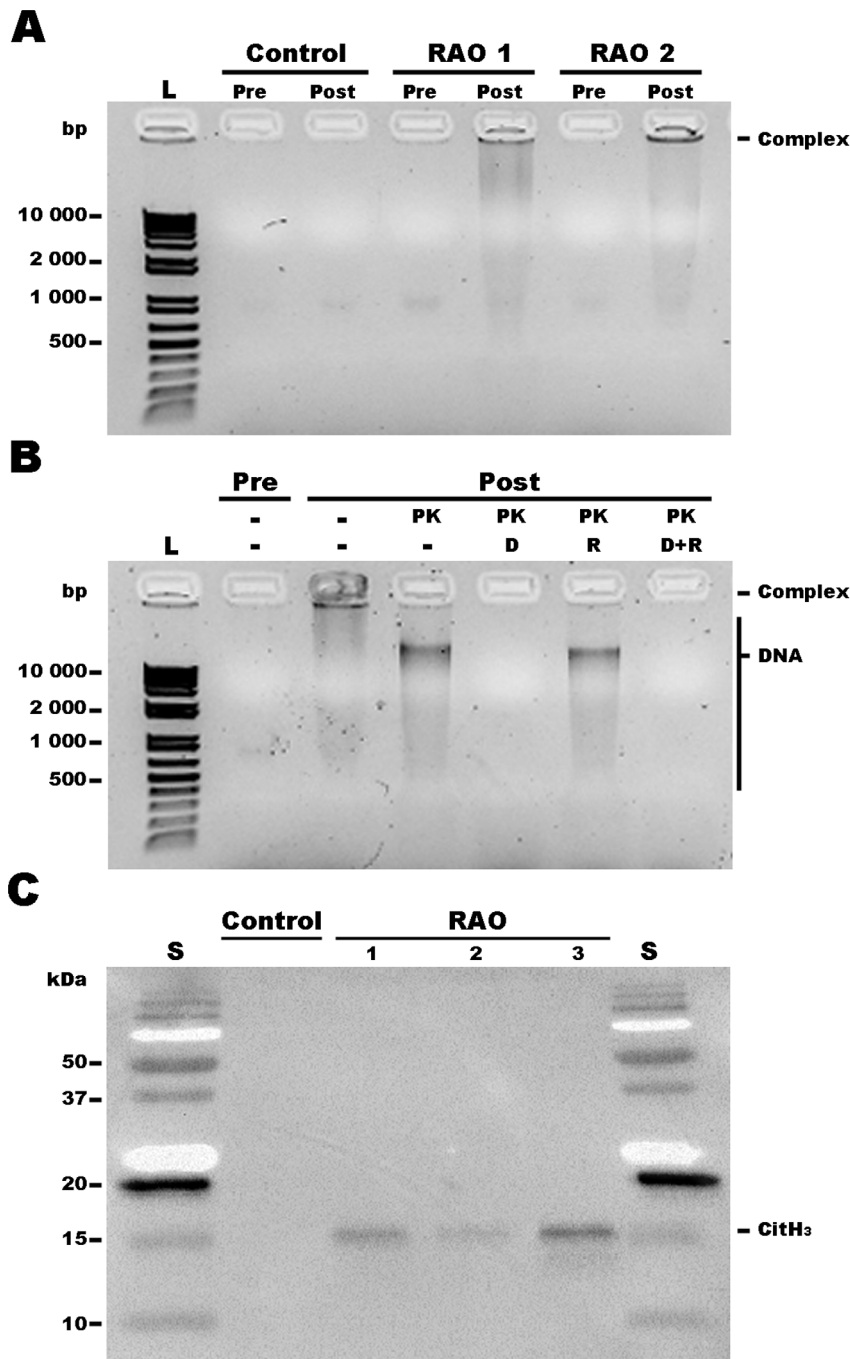 A
Control RAO 1 RAO 2
L Pre Post Pre Post Pre Post
bp
Complex
10 000
2 000
1 000
500
B
Pre Post
- - PK PK PK PK
L - - - D R D+R
bp
Complex
DNA
10 000
2 000
1 000
500
C
Control RAO
S 1 2 3 S
kDa
50
37
20
15
CitH₃
10